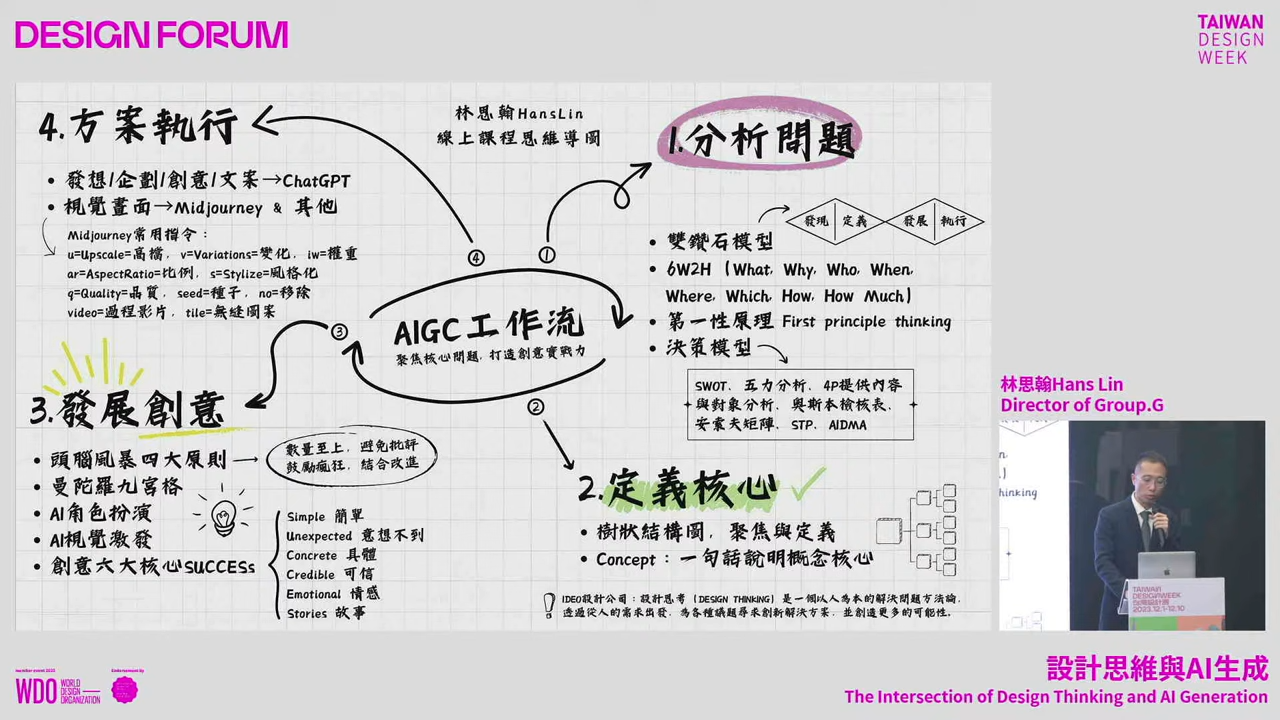 DESIGN FORUM
TAIWAN
DESIGN
WEEK
林思翰HansLin
線上課程思維導圖
1.分析問題
發現 定義 發展 執行
• 雙鑽石模型
• 6W2H (What, Why, Who, When,
Where, Which, How, How Much)
• 第一性原理 First principle thinking
• 決策模型
SWOT, 五力分析, 4P提供內容
與對象分析, 奧斯本檢核表,
安索夫矩陣, STP, AIDMA
4.方案執行
• 發想/企劃/創意/文案→ChatGPT
• 視覺畫面→Midjourney & 其他
Midjourney常用指令：
u=Upscale=高檔, v=Variations=變化, iw=權重
ar=AspectRatio=比例, s=Stylize=風格化
q=Quality=品質, seed=種子, no=移除
video=過程影片, tile=無縫圖案
④
①
③
②
AIGC工作流
聚焦核心問題, 打造創意實戰力
3.發展創意
• 頭腦風暴四大原則→
數量至上, 避免批評
鼓勵瘋狂, 結合改進
• 曼陀羅九宮格
• AI角色扮演
• AI視覺激發
• 創意六大核心SUCCESs
Simple 簡單
Unexpected 意想不到
Concrete 具體
Credible 可信
Emotional 情感
Stories 故事
2.定義核心
• 樹狀結構圖, 聚焦與定義
• Concept：一句話說明概念核心
IDEO設計公司：設計思考 (DESIGN THINKING) 是一個以人為本的解決問題方法論,
透過從人的需求出發, 為各種議題尋求創新解決方案, 並創造更多的可能性.
林思翰Hans Lin
Director of Group.G
hinking
TAIWAN
DESIGNWEEK
2023.12.1-12.10
WDO
WORLD
DESIGN
ORGANIZATION
Endorsement by
設計思維與AI生成
The Intersection of Design Thinking and AI Generation